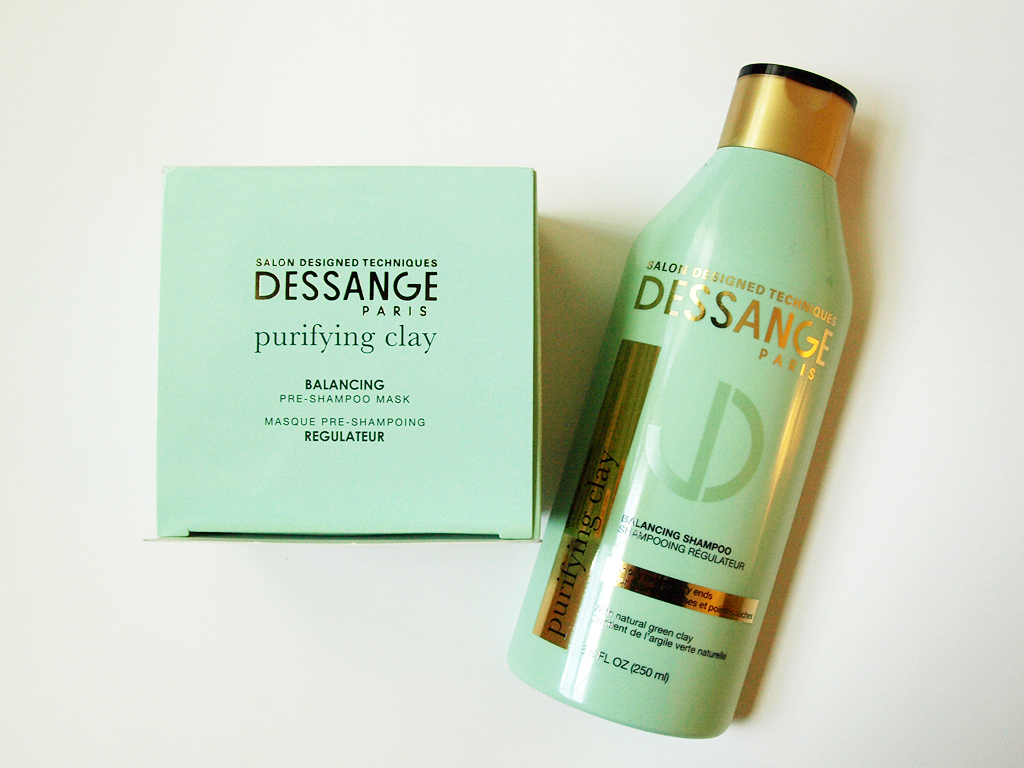 SALON DESIGNED TECHNIQUES
DESSANGE
PARIS
purifying clay
BALANCING
PRE-SHAMPOO MASK
MASQUE PRE-SHAMPOING
REGULATEUR
SALON DESIGNED TECHNIQUES
DESSANGE
PARIS
purifying clay
BALANCING SHAMPOO
SHAMPOOING RÉGULATEUR
ends
et pointes sèches
With natural green clay
contient de l'argile verte naturelle
FL OZ (250 ml)